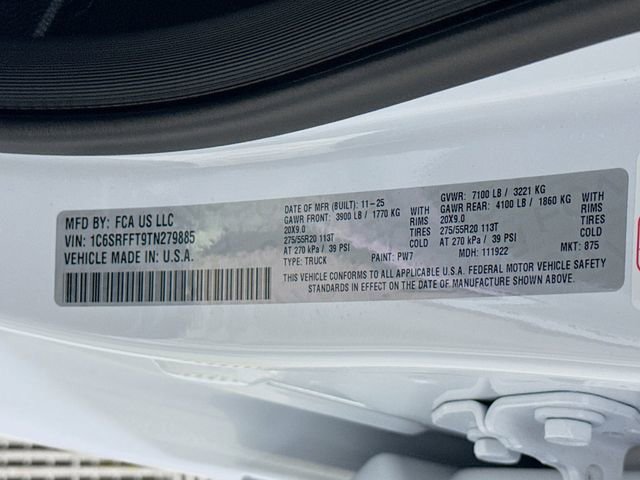 MFD BY: FCA US LLC
VIN: 1C6SRFFT9TN279885
VEHICLE MADE IN: U.S.A.
DATE OF MFR (BUILT): 11-25 GVWR: 7100 LB / 3221 KG
GAWR FRONT: 3900 LB / 1770 KG WITH GAWR REAR: 4100 LB / 1860 KG WITH
20X9.0 RIMS 20X9.0 RIMS
275/55R20 113T TIRES 275/55R20 113T TIRES
AT 270 kPa / 39 PSI COLD AT 270 kPa / 39 PSI COLD
TYPE: TRUCK PAINT: PW7 MDH: 111922 MKT: 875
THIS VEHICLE CONFORMS TO ALL APPLICABLE U.S.A. FEDERAL MOTOR VEHICLE SAFETY
STANDARDS IN EFFECT ON THE DATE OF MANUFACTURE SHOWN ABOVE.